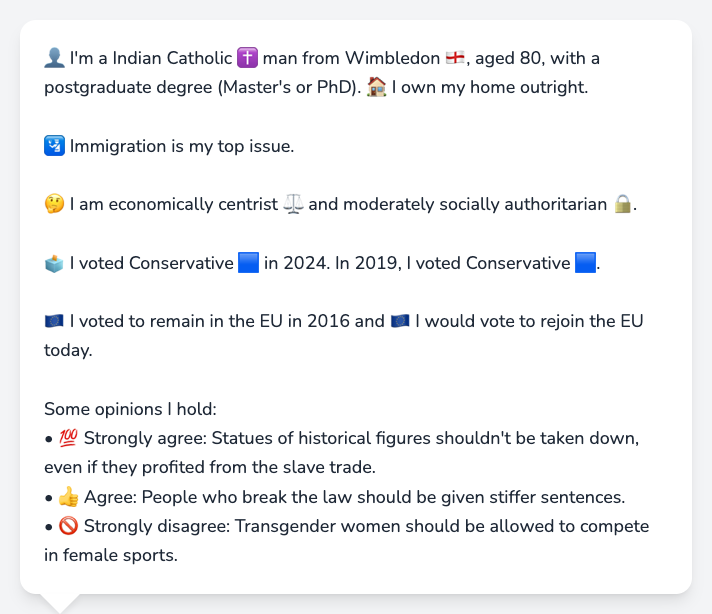 👤 I'm a Indian Catholic ✝️ man from Wimbledon 🏴󠁧󠁢󠁥󠁮󠁧󠁿, aged 80, with a
postgraduate degree (Master's or PhD). 🏠 I own my home outright.
🛂 Immigration is my top issue.
🤔 I am economically centrist ⚖️ and moderately socially authoritarian 🔒.
🗳️ I voted Conservative 🟦 in 2024. In 2019, I voted Conservative 🟦.
🇪🇺 I voted to remain in the EU in 2016 and 🇪🇺 I would vote to rejoin the EU
today.
Some opinions I hold:
• 💯 Strongly agree: Statues of historical figures shouldn't be taken down,
even if they profited from the slave trade.
• 👍 Agree: People who break the law should be given stiffer sentences.
• 🚫 Strongly disagree: Transgender women should be allowed to compete
in female sports.